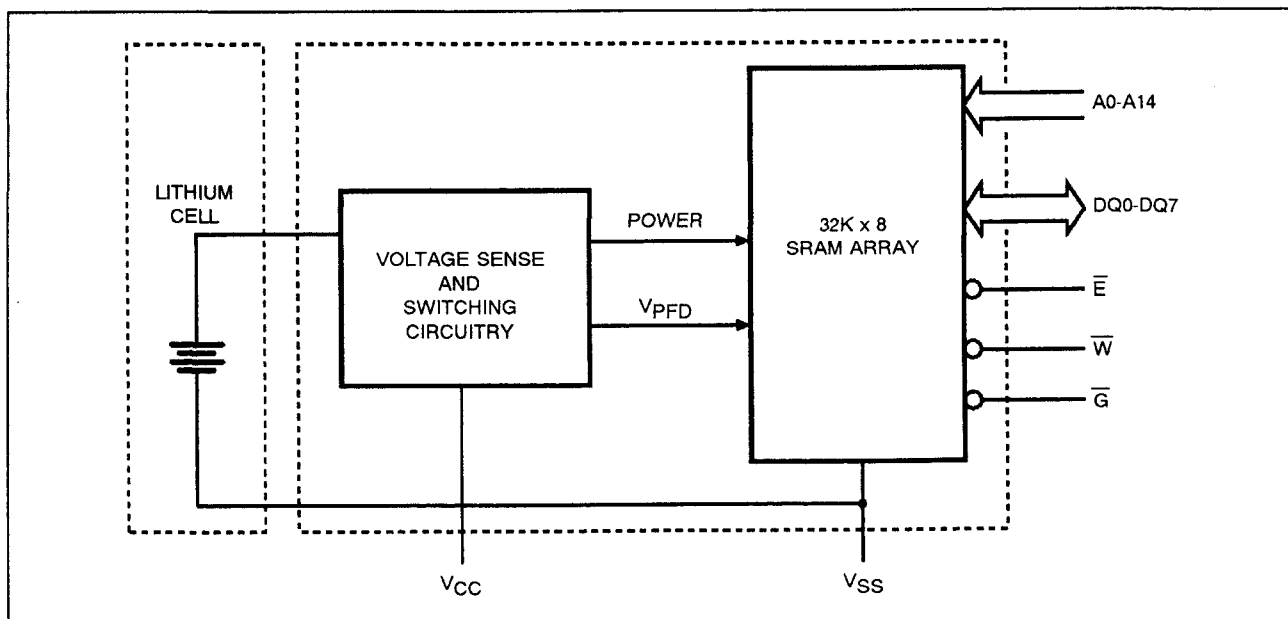 LITHIUM
CELL
VOLTAGE SENSE
AND
SWITCHING
CIRCUITRY
POWER
VPFD
32K x 8
SRAM ARRAY
A0-A14
DQ0-DQ7
E̅
W̅
G̅
VCC
VSS